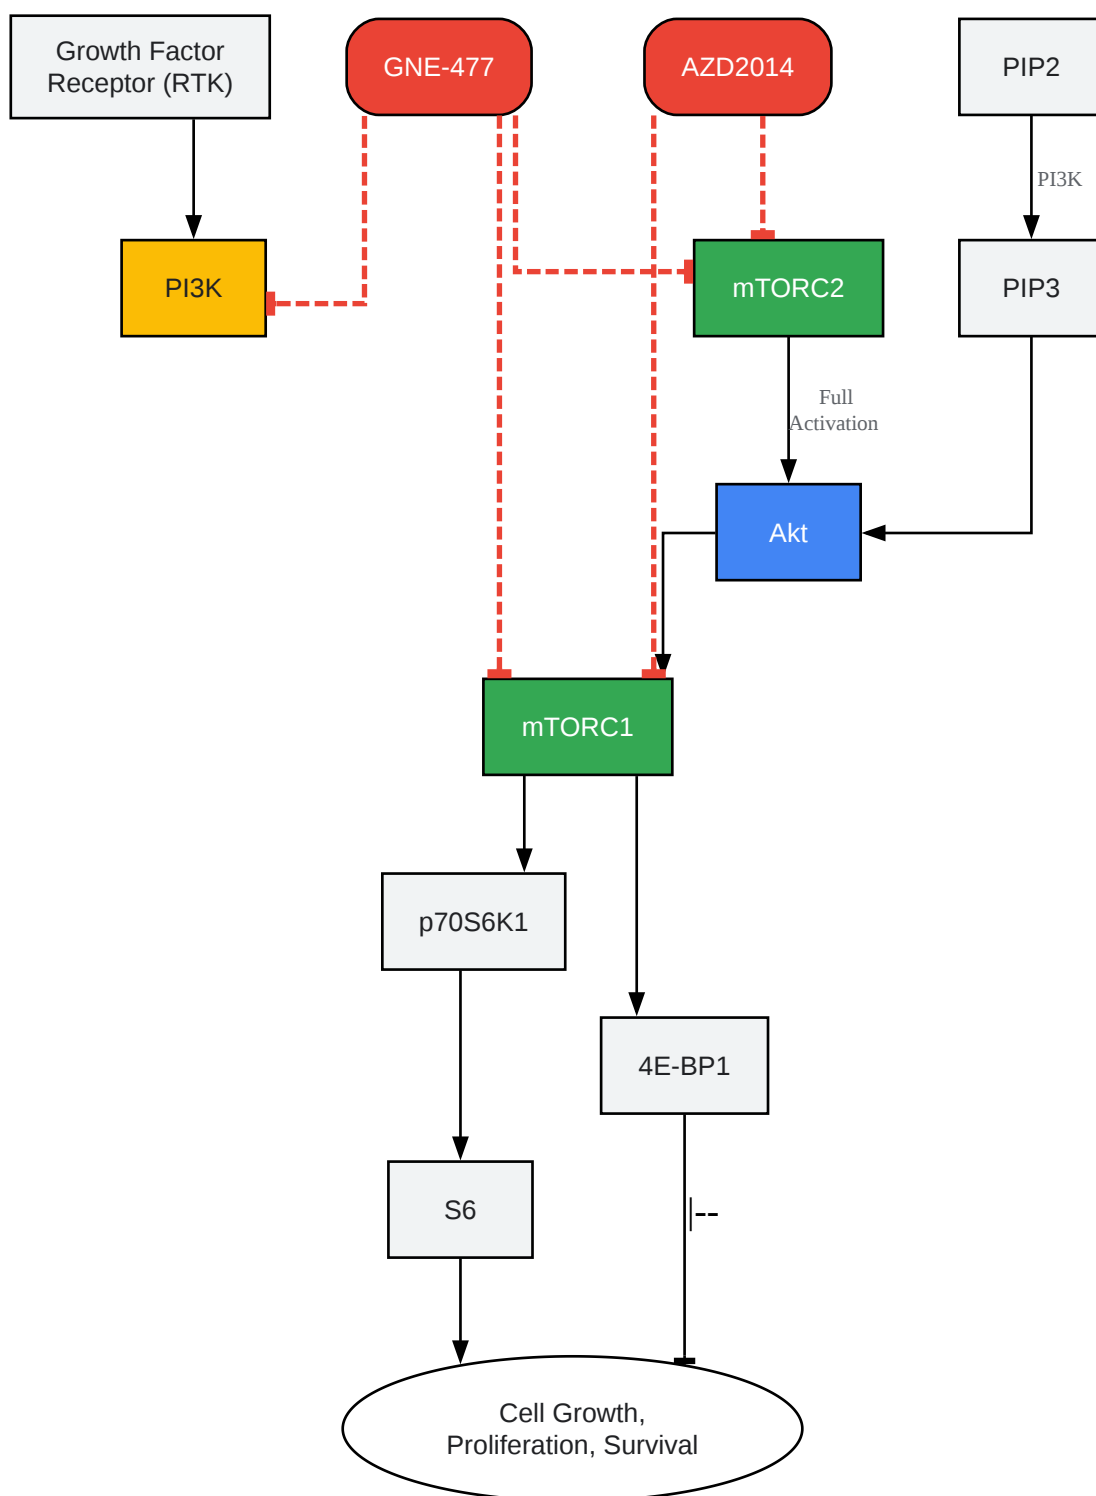 Growth Factor
Receptor (RTK)
GNE-477
AZD2014
PIP2
PI3K
PI3K
mTORC2
PIP3
Full
Activation
Akt
mTORC1
p70S6K1
4E-BP1
S6
|--
Cell Growth,
Proliferation, Survival